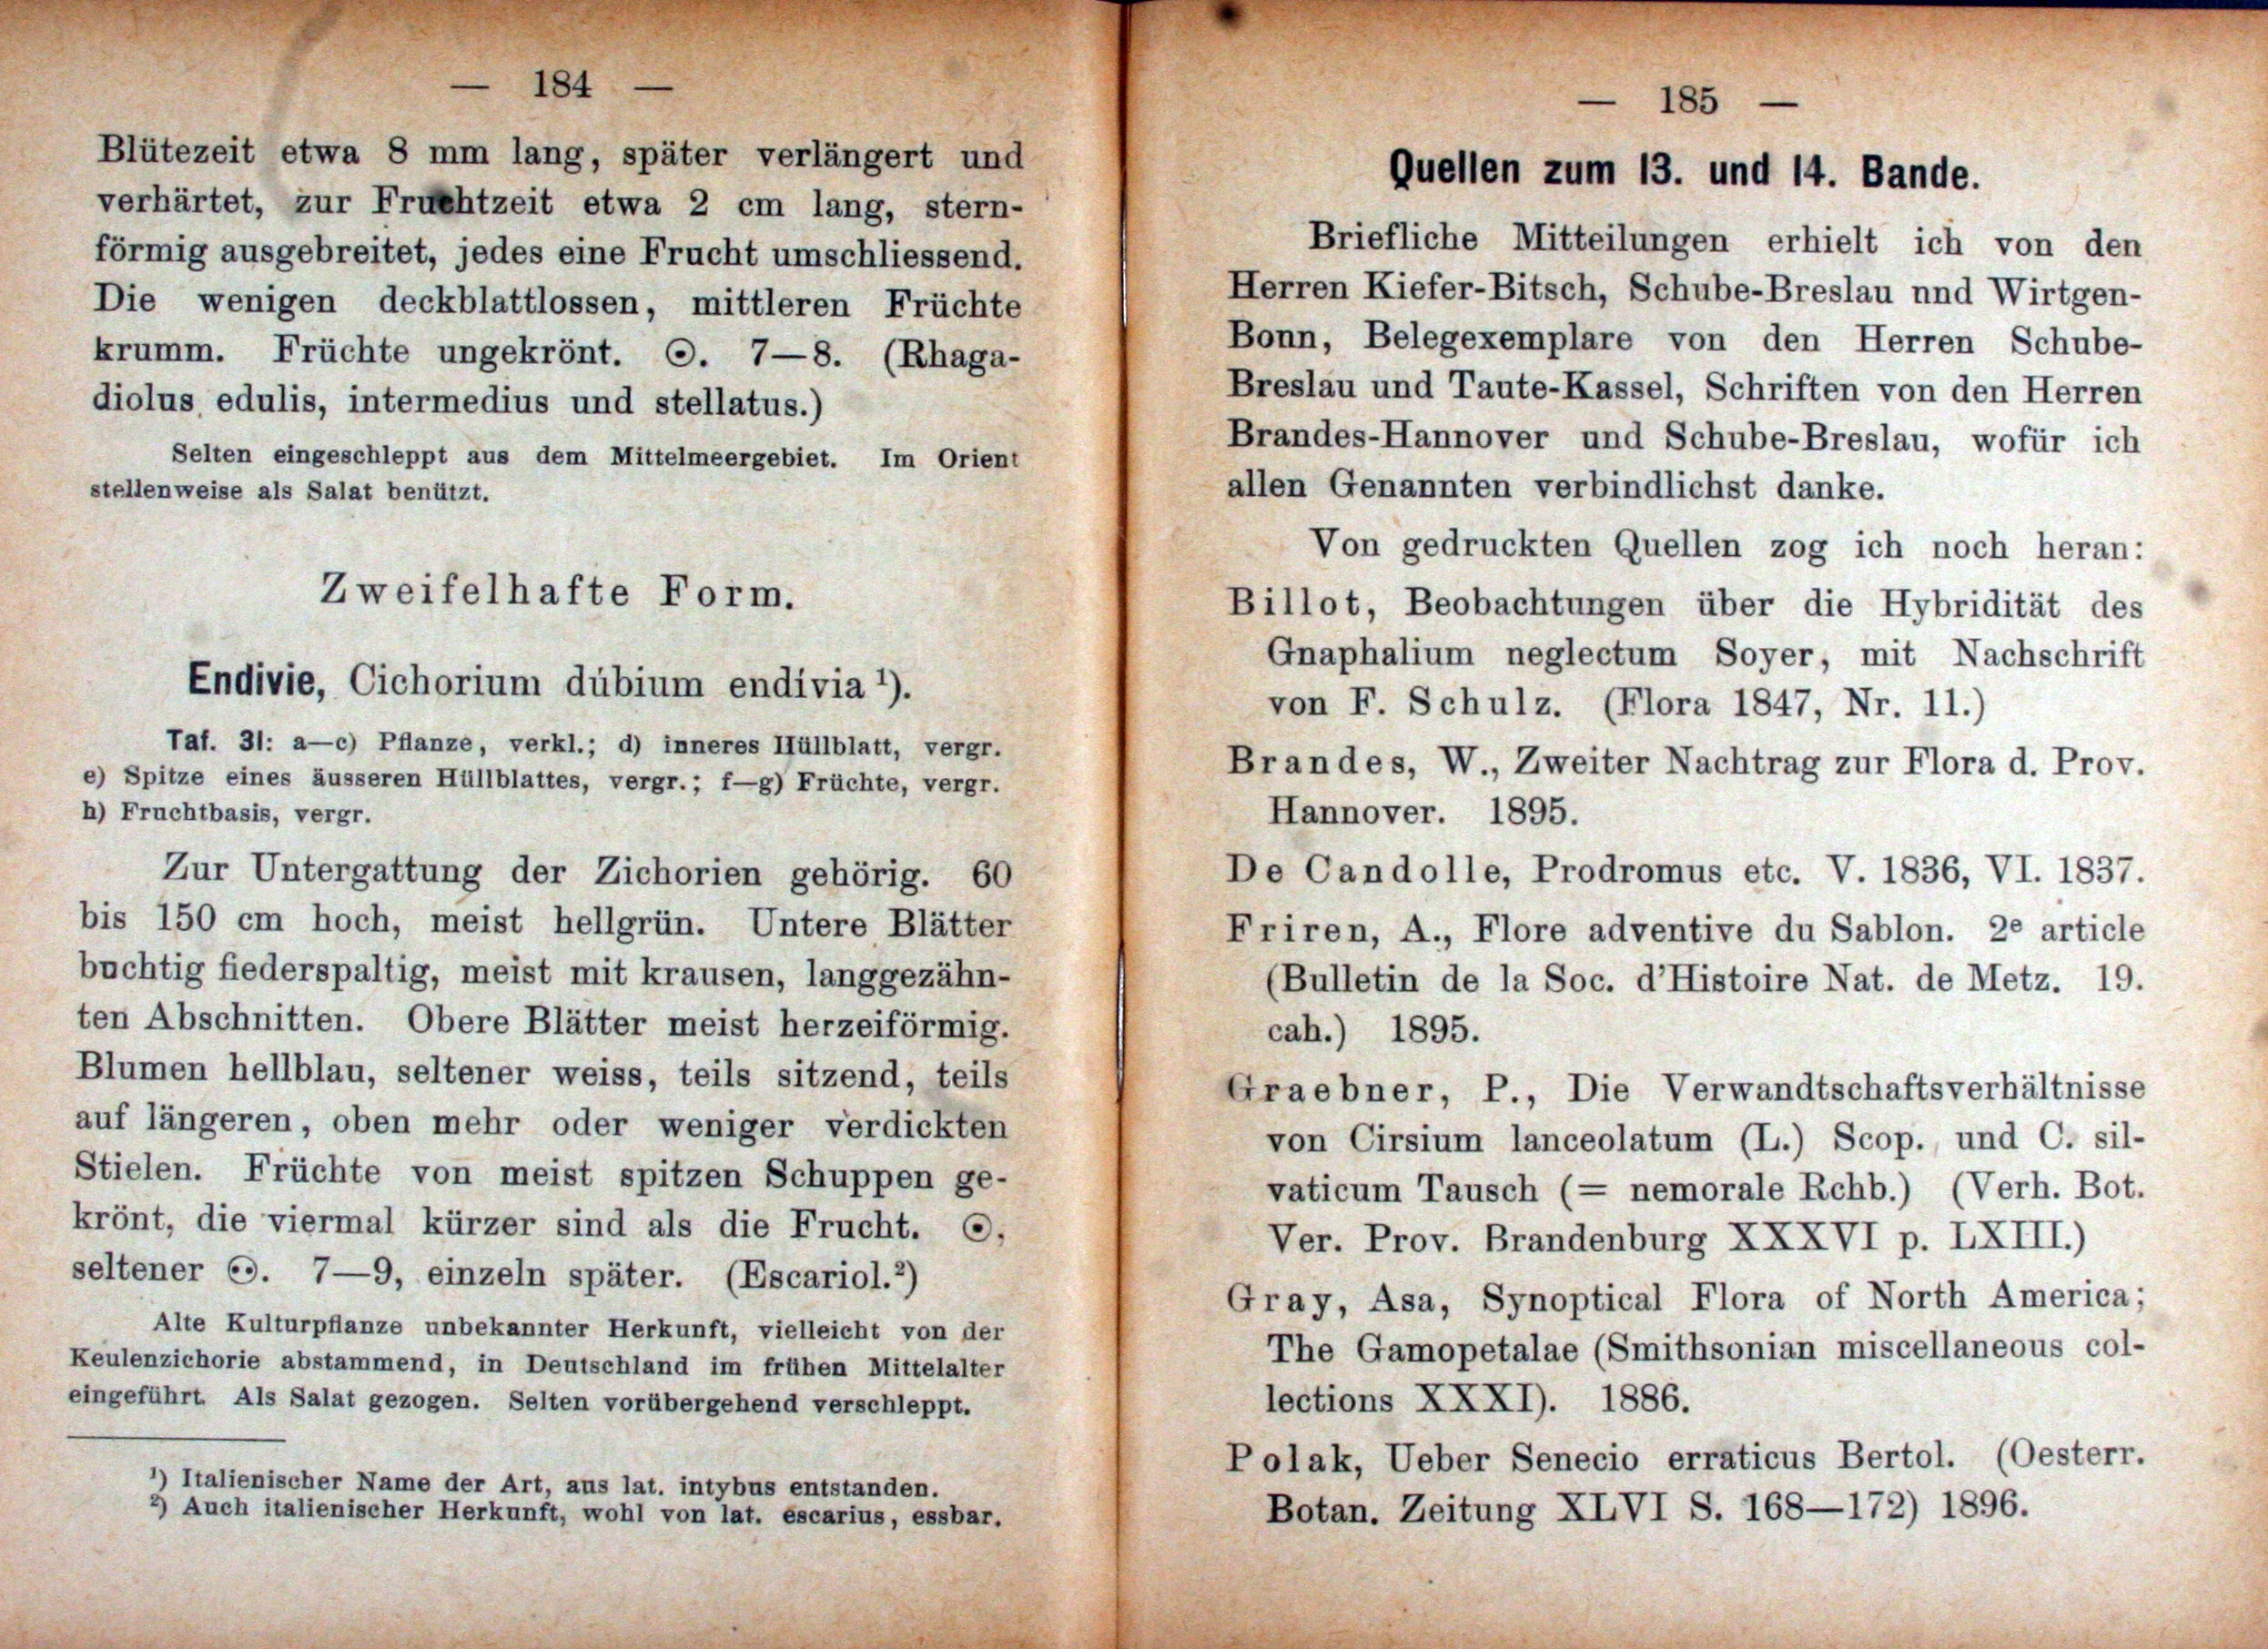 — 184 —
Blütezeit etwa 8 mm lang, später verlängert und
verhärtet, zur Fruchtzeit etwa 2 cm lang, stern-
förmig ausgebreitet, jedes eine Frucht umschliessend.
Die wenigen deckblattlossen, mittleren Früchte
krumm. Früchte ungekrönt. ⊙. 7—8. (Rhaga-
diolus edulis, intermedius und stellatus.)
Selten eingeschleppt aus dem Mittelmeergebiet. Im Orient
stellenweise als Salat benützt.
Zweifelhafte Form.
Endivie, Cichorium dúbium endívia ¹).
Taf. 31: a—c) Pflanze, verkl.; d) inneres Hüllblatt, vergr.
e) Spitze eines äusseren Hüllblattes, vergr.; f—g) Früchte, vergr.
h) Fruchtbasis, vergr.
Zur Untergattung der Zichorien gehörig. 60
bis 150 cm hoch, meist hellgrün. Untere Blätter
buchtig fiederspaltig, meist mit krausen, langgezähn-
ten Abschnitten. Obere Blätter meist herzeiförmig.
Blumen hellblau, seltener weiss, teils sitzend, teils
auf längeren, oben mehr oder weniger verdickten
Stielen. Früchte von meist spitzen Schuppen ge-
krönt, die viermal kürzer sind als die Frucht. ⊙,
seltener ⊙. 7—9, einzeln später. (Escariol.²)
Alte Kulturpflanze unbekannter Herkunft, vielleicht von der
Keulenzichorie abstammend, in Deutschland im frühen Mittelalter
eingeführt. Als Salat gezogen. Selten vorübergehend verschleppt.
¹) Italienischer Name der Art, aus lat. intybus entstanden.
²) Auch italienischer Herkunft, wohl von lat. escarius, essbar.
— 185 —
Quellen zum 13. und 14. Bande.
Briefliche Mitteilungen erhielt ich von den
Herren Kiefer-Bitsch, Schube-Breslau nnd Wirtgen-
Bonn, Belegexemplare von den Herren Schube-
Breslau und Taute-Kassel, Schriften von den Herren
Brandes-Hannover und Schube-Breslau, wofür ich
allen Genannten verbindlichst danke.
Von gedruckten Quellen zog ich noch heran:
Billot, Beobachtungen über die Hybridität des
Gnaphalium neglectum Soyer, mit Nachschrift
von F. Schulz. (Flora 1847, Nr. 11.)
Brandes, W., Zweiter Nachtrag zur Flora d. Prov.
Hannover. 1895.
De Candolle, Prodromus etc. V. 1836, VI. 1837.
Friren, A., Flore adventive du Sablon. 2e article
(Bulletin de la Soc. d'Histoire Nat. de Metz. 19.
cah.) 1895.
Graebner, P., Die Verwandtschaftsverhältnisse
von Cirsium lanceolatum (L.) Scop. und C. sil-
vaticum Tausch (= nemorale Rchb.) (Verh. Bot.
Ver. Prov. Brandenburg XXXVI p. LXIII.)
Gray, Asa, Synoptical Flora of North America;
The Gamopetalae (Smithsonian miscellaneous col-
lections XXXI). 1886.
Polak, Ueber Senecio erraticus Bertol. (Oesterr.
Botan. Zeitung XLVI S. 168—172) 1896.